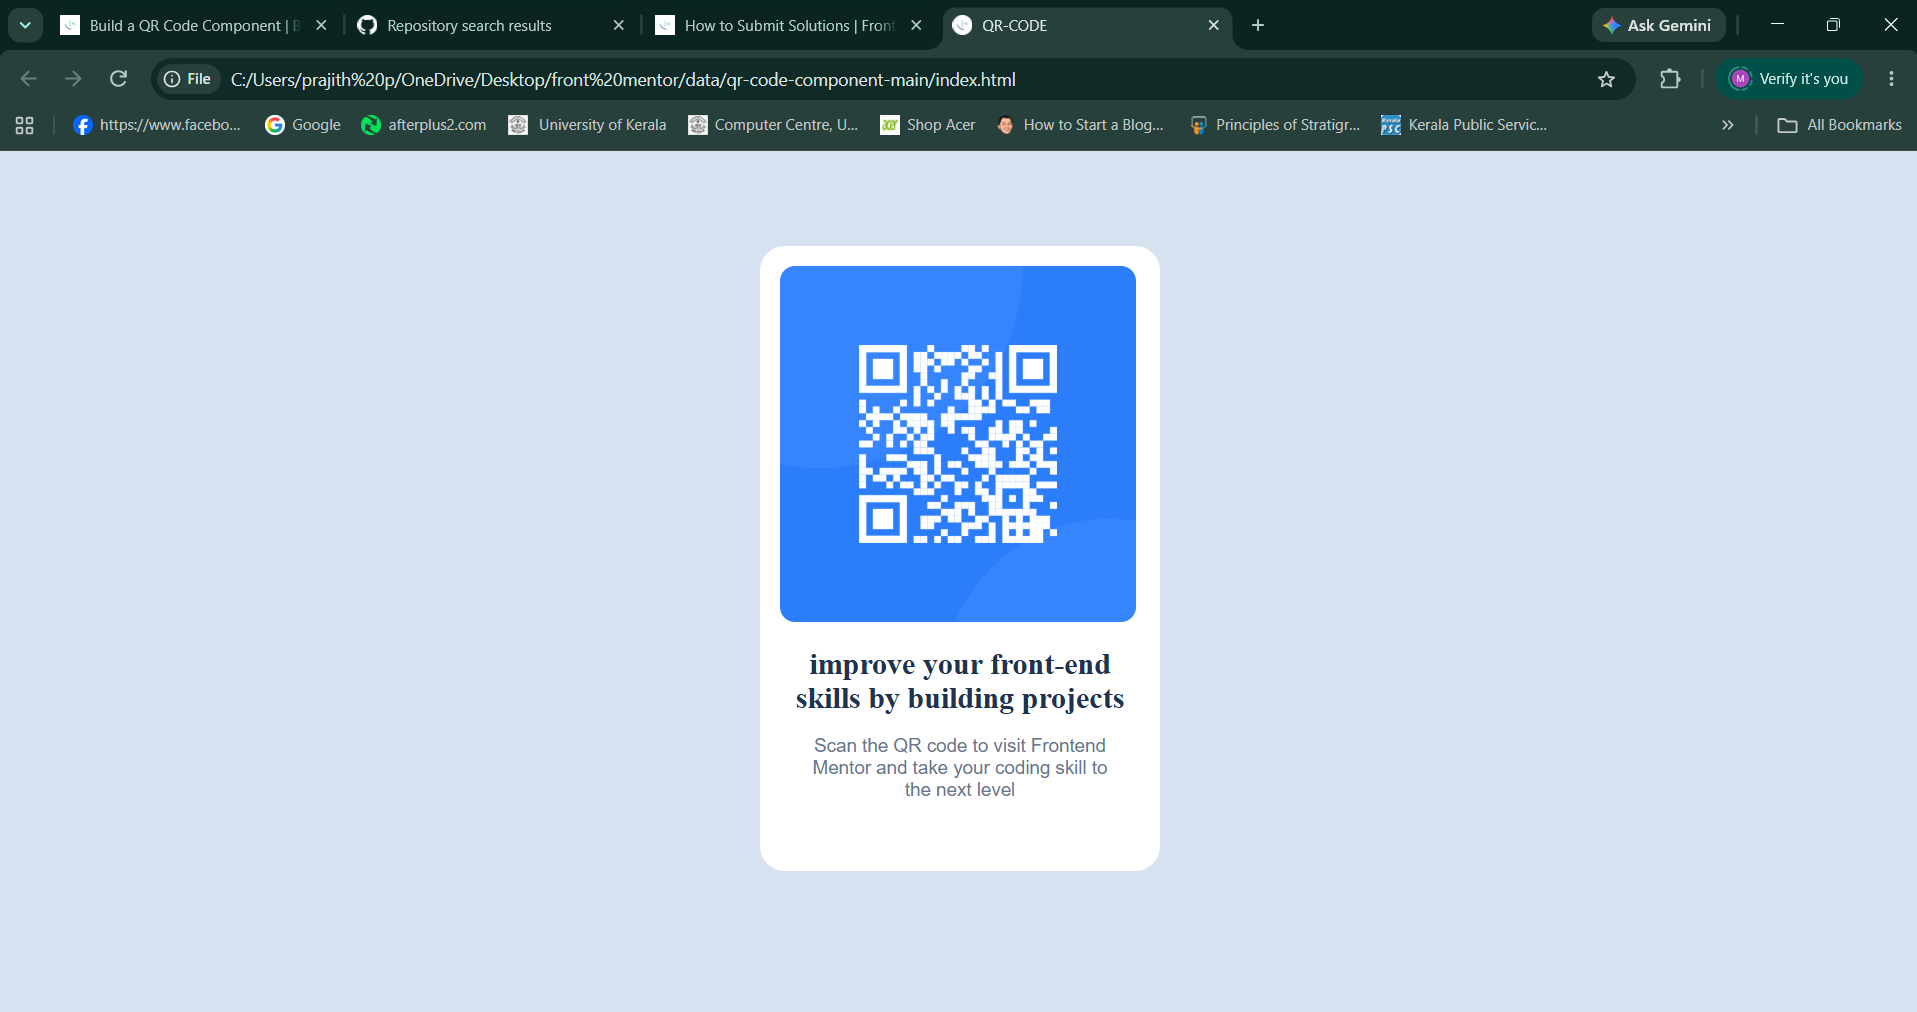 Build a QR Code Component | B
Repository search results
How to Submit Solutions | Front
QR-CODE
Ask Gemini
File
C:/Users/prajith%20p/OneDrive/Desktop/front%20mentor/data/qr-code-component-main/index.html
M
Verify it's you
https://www.facebo...
Google
afterplus2.com
University of Kerala
Computer Centre, U...
acer
Shop Acer
How to Start a Blog...
Principles of Stratigr...
Kerala PSC
Kerala Public Servic...
All Bookmarks
improve your front-end
skills by building projects
Scan the QR code to visit Frontend
Mentor and take your coding skill to
the next level